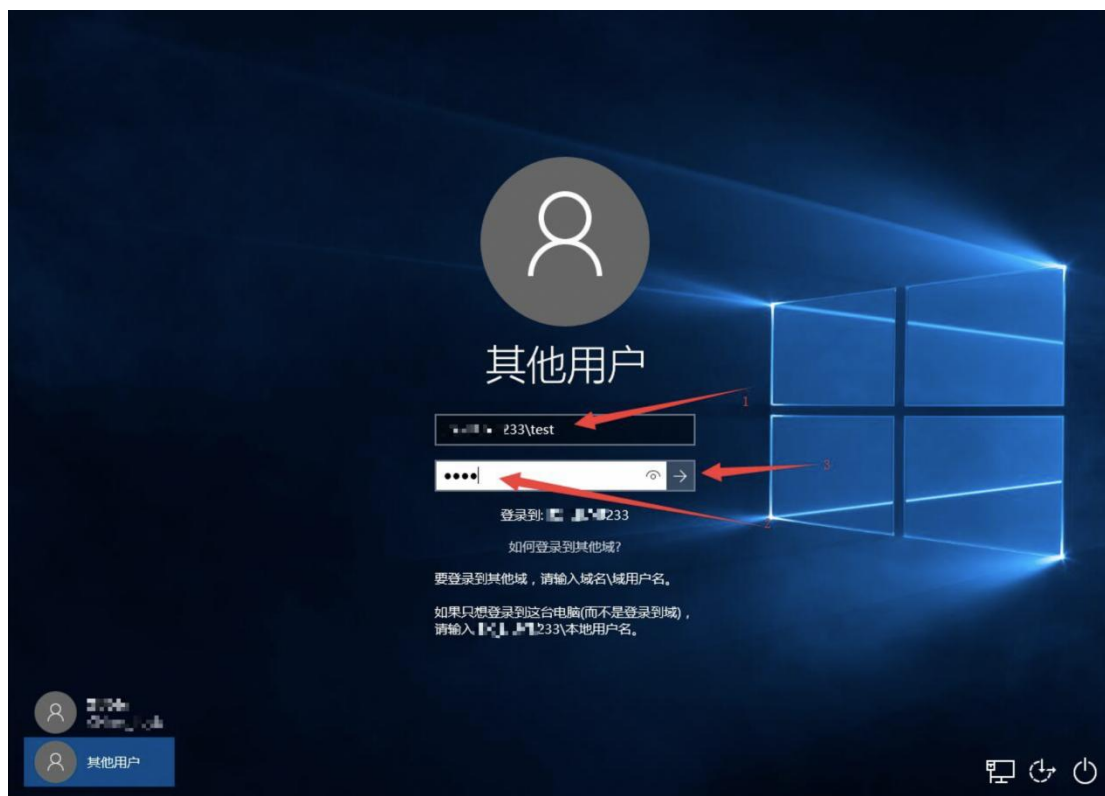 其他用户
1
233\test
3
登录到: 233
2
如何登录到其他域?
要登录到其他域，请输入域名\域用户名。
如果只想登录到这台电脑(而不是登录到域)，
请输入 233\本地用户名。
其他用户